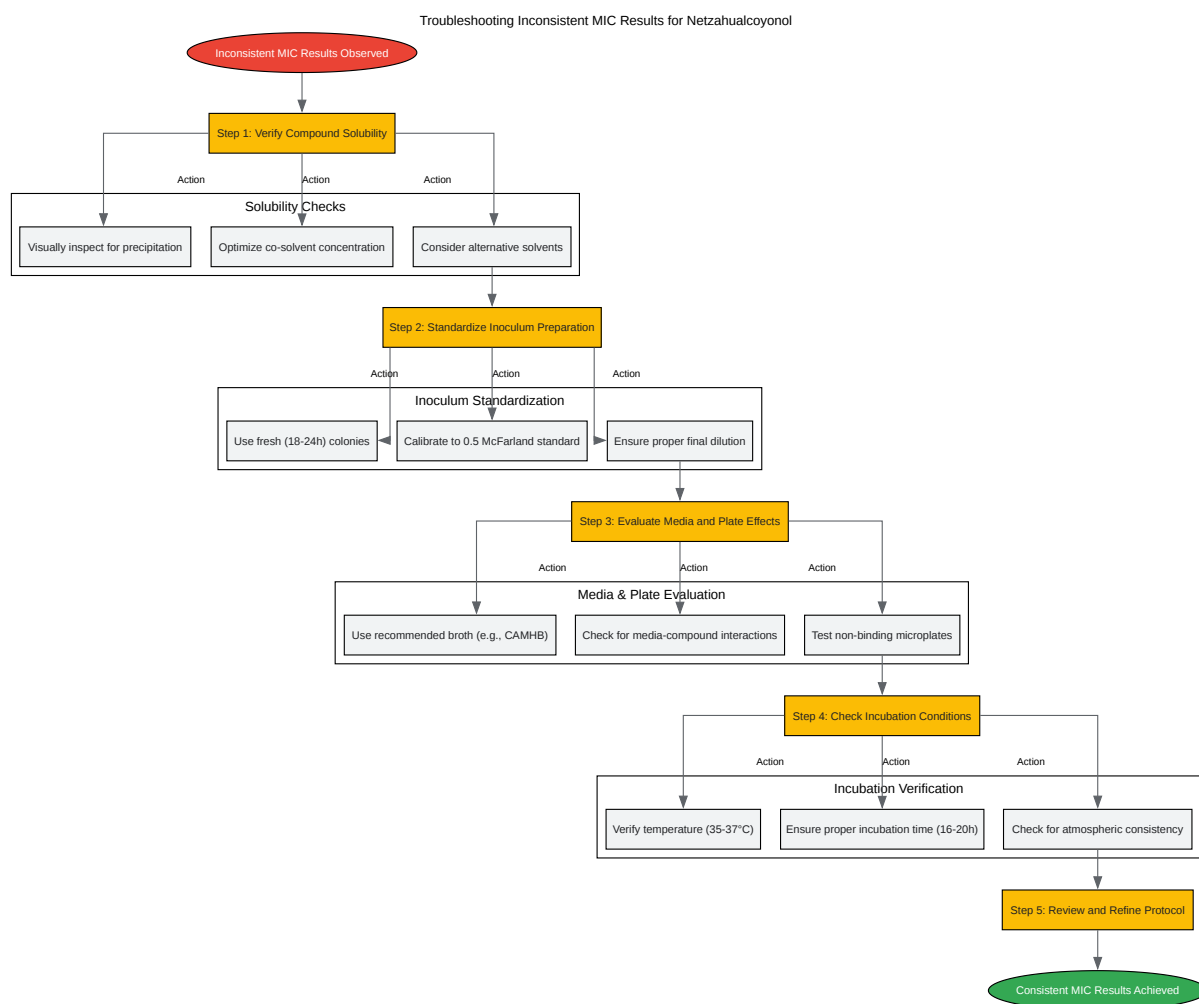 Troubleshooting Inconsistent MIC Results for Netzahualcoyonol
Inconsistent MIC Results Observed
Step 1: Verify Compound Solubility
Action
Action
Action
Solubility Checks
Visually inspect for precipitation
Optimize co-solvent concentration
Consider alternative solvents
Step 2: Standardize Inoculum Preparation
Action
Action
Action
Inoculum Standardization
Use fresh (18-24h) colonies
Calibrate to 0.5 McFarland standard
Ensure proper final dilution
Step 3: Evaluate Media and Plate Effects
Action
Action
Action
Media & Plate Evaluation
Use recommended broth (e.g., CAMHB)
Check for media-compound interactions
Test non-binding microplates
Step 4: Check Incubation Conditions
Action
Action
Action
Incubation Verification
Verify temperature (35-37°C)
Ensure proper incubation time (16-20h)
Check for atmospheric consistency
Step 5: Review and Refine Protocol
Consistent MIC Results Achieved